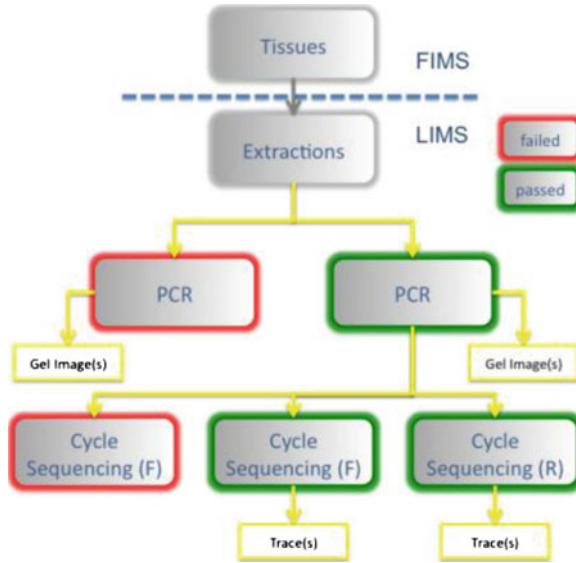 Tissues
FIMS
LIMS
Extractions
failed
passed
PCR
PCR
Gel Image(s)
Gel Image(s)
Cycle
Sequencing (F)
Cycle
Sequencing (F)
Cycle
Sequencing (R)
Trace(s)
Trace(s)